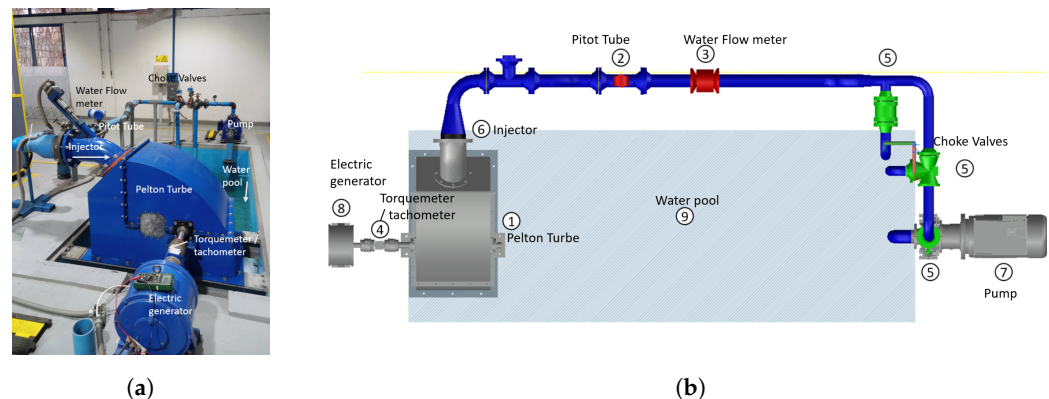 Choke Valves
Water Flow
meter
Pitot Tube
Pump
Injector
Water
pool
Pelton Turbe
Torquemeter /
tachometer
Electric
generator
(a)
Pitot Tube
2
Water Flow meter
3
5
6 Injector
Choke Valves
5
Electric
generator
8
Torquemeter
/ tachometer
4
1
Pelton Turbe
Water pool
9
5
7
Pump
(b)